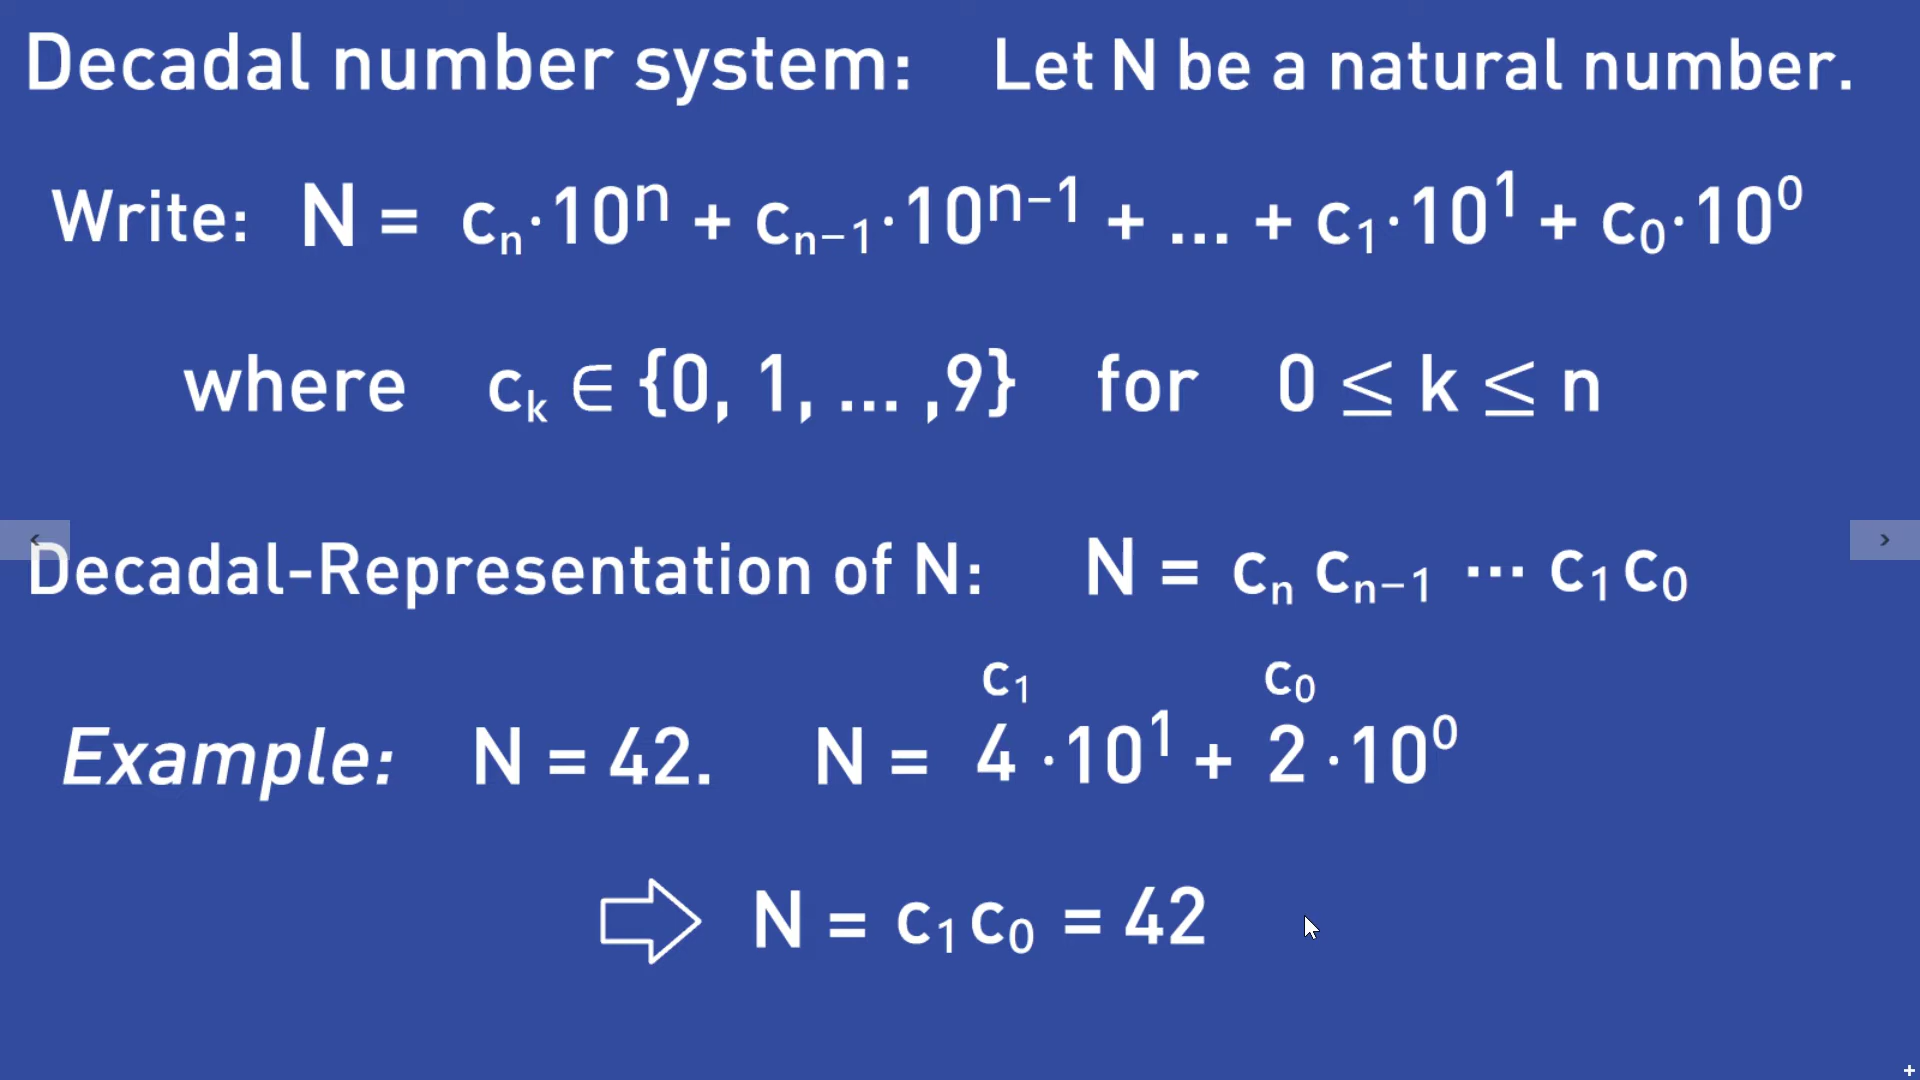 Decadal number system: Let N be a natural number.
Write: N = cₙ·10ⁿ + cₙ₋₁·10ⁿ⁻¹ + ... + c₁·10¹ + c₀·10⁰
where cₖ ∈ {0, 1, ... ,9} for 0 ≤ k ≤ n
Decadal-Representation of N: N = cₙ cₙ₋₁ ··· c₁ c₀
c₁ c₀
Example: N = 42. N = 4 ·10¹ + 2 ·10⁰
⇨ N = c₁ c₀ = 42